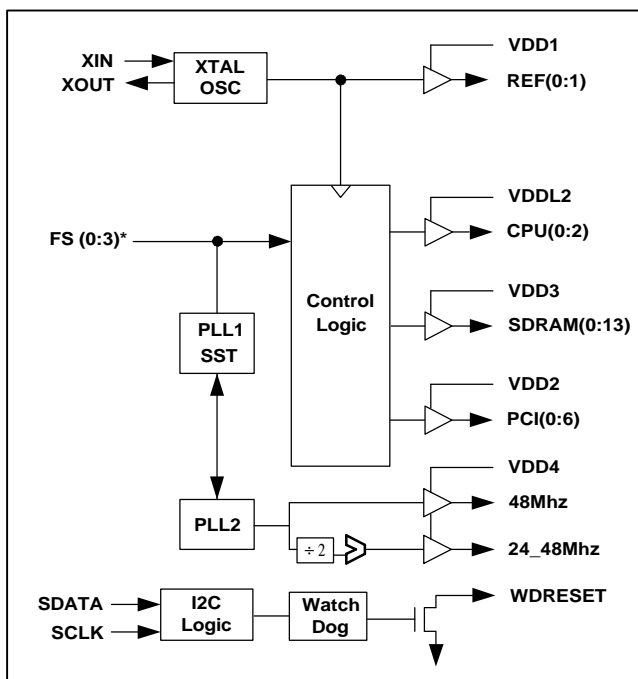 XIN
XOUT
XTAL
OSC
VDD1
REF(0:1)
FS (0:3)*
VDDL2
CPU(0:2)
Control
Logic
VDD3
SDRAM(0:13)
PLL1
SST
VDD2
PCI(0:6)
VDD4
PLL2
48Mhz
÷ 2
24_48Mhz
SDATA
SCLK
I2C
Logic
Watch
Dog
WDRESET